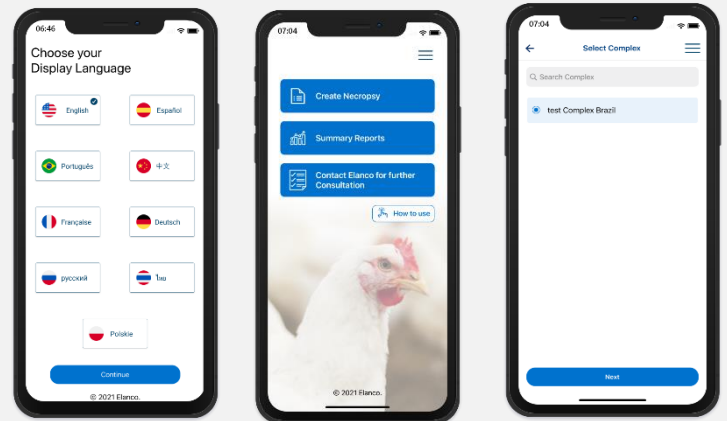 06:46
Choose your
Display Language
English
Español
Português
中文
Française
Deutsch
русский
ไทย
Polskie
Continue
© 2021 Elanco.
07:04
Create Necropsy
Summary Reports
Contact Elanco for further
Consultation
How to use
© 2021 Elanco.
07:04
Select Complex
Search Complex
test Complex Brazil
Next